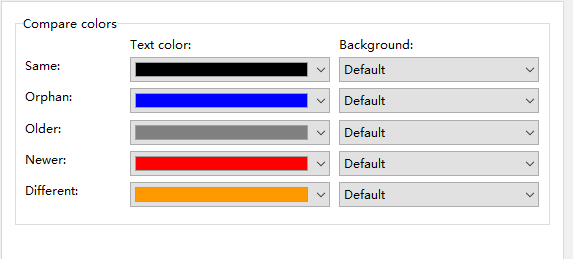 Compare colors
Text color: Background:
Same: Default
Orphan: Default
Older: Default
Newer: Default
Different: Default